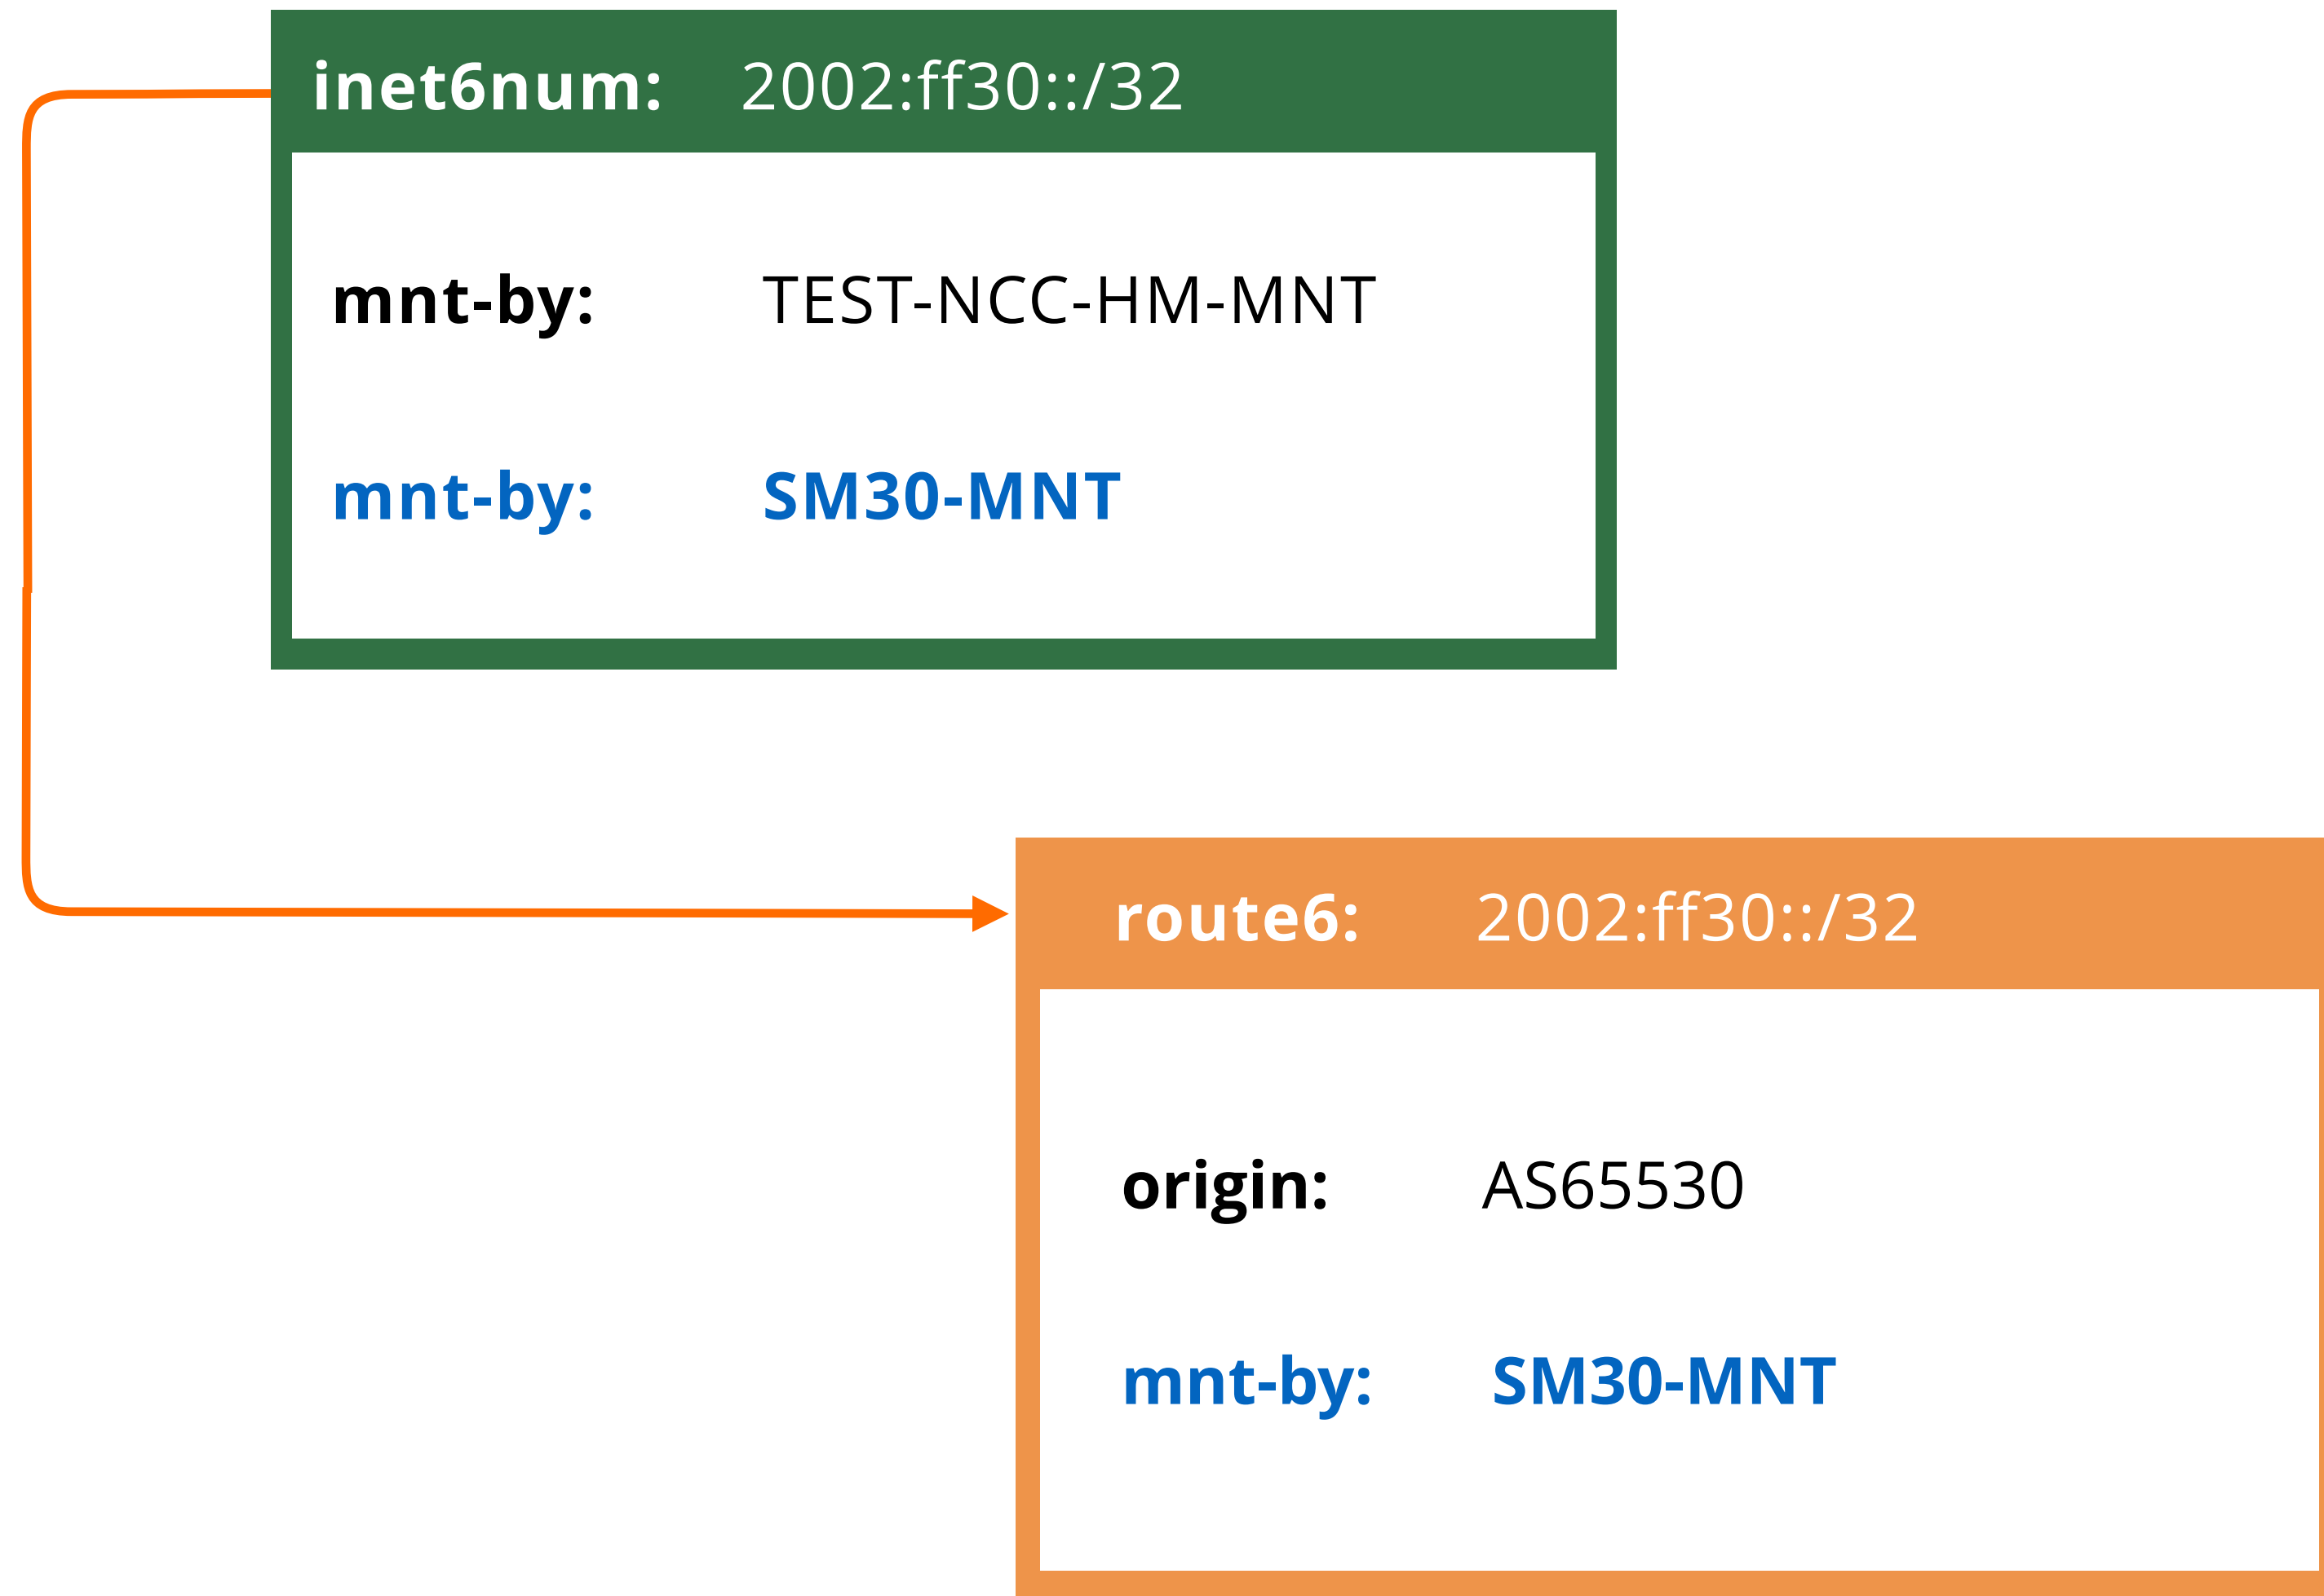 inet6num: 2002:ff30::/32
mnt-by: TEST-NCC-HM-MNT
mnt-by: SM30-MNT
route6: 2002:ff30::/32
origin: AS65530
mnt-by: SM30-MNT